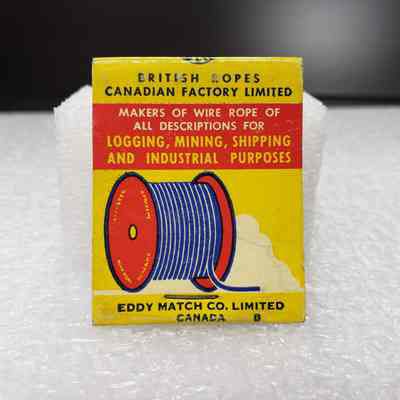 BRITISH ROPES
CANADIAN FACTORY LIMITED
MAKERS OF WIRE ROPE OF
ALL DESCRIPTIONS FOR
LOGGING, MINING, SHIPPING
AND INDUSTRIAL PURPOSES
EDDY MATCH CO. LIMITED
CANADA B